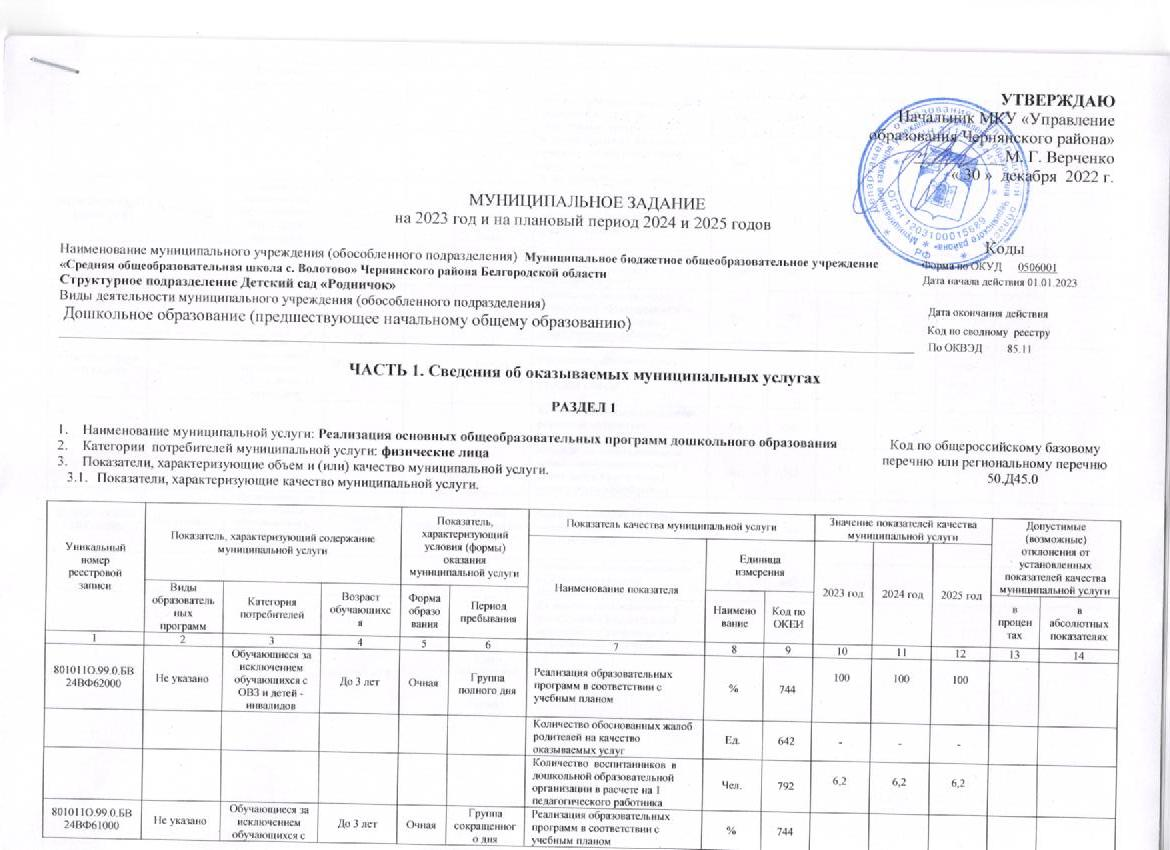 УТВЕРЖДАЮ
Начальник МКУ «Управление
образования Чернянского района»
М. Г. Верченко
« 30 » декабря 2022 г.
МУНИЦИПАЛЬНОЕ ЗАДАНИЕ
на 2023 год и на плановый период 2024 и 2025 годов
Коды
Наименование муниципального учреждения (обособленного подразделения) Муниципальное бюджетное общеобразовательное учреждение
«Средняя общеобразовательная школа с. Волотово» Чернянского района Белгородской области
Форма по ОКУД 0506001
Структурное подразделение Детский сад «Родничок»
Дата начала действия 01.01.2023
Виды деятельности муниципального учреждения (обособленного подразделения)
Дошкольное образование (предшествующее начальному общему образованию)
Дата окончания действия
Код по сводному реестру
По ОКВЭД 85.11
ЧАСТЬ 1. Сведения об оказываемых муниципальных услугах
РАЗДЕЛ 1
1. Наименование муниципальной услуги: Реализация основных общеобразовательных программ дошкольного образования
2. Категории потребителей муниципальной услуги: физические лица
3. Показатели, характеризующие объем и (или) качество муниципальной услуги.
3.1. Показатели, характеризующие качество муниципальной услуги.
Код по общероссийскому базовому
перечню или региональному перечню
50.Д45.0
Уникальный
номер
реестровой
записи
Показатель, характеризующий содержание
муниципальной услуги
Показатель,
характеризующий
условия (формы)
оказания
муниципальной услуги
Показатель качества муниципальной услуги
Значение показателей качества
муниципальной услуги
Допустимые
(возможные)
отклонения от
установленных
показателей качества
муниципальной услуги
Виды
образователь
ных
программ
Категория
потребителей
Возраст
обучающихс
я
Форма
образо
вания
Период
пребывания
Наименование показателя
Единица
измерения
Наимено
вание
Код по
ОКЕИ
2023 год
2024 год
2025 год
в
процен
тах
в
абсолютных
показателях
1 2 3 4 5 6 7 8 9 10 11 12 13 14
801011О.99.0.БВ
24ВФ62000
Не указано
Обучающиеся за
исключением
обучающихся с
ОВЗ и детей -
инвалидов
До 3 лет
Очная
Группа
полного дня
Реализация образовательных
программ в соответствии с
учебным планом
%
744
100
100
100
Количество обоснованных жалоб
родителей на качество
оказываемых услуг
Ед.
642
-
-
-
Количество воспитанников в
дошкольной образовательной
организации в расчете на 1
педагогического работника
Чел.
792
6,2
6,2
6,2
801011О.99.0.БВ
24ВФ61000
Не указано
Обучающиеся за
исключением
обучающихся с
До 3 лет
Очная
Группа
сокращенног
о дня
Реализация образовательных
программ в соответствии с
учебным планом
%
744